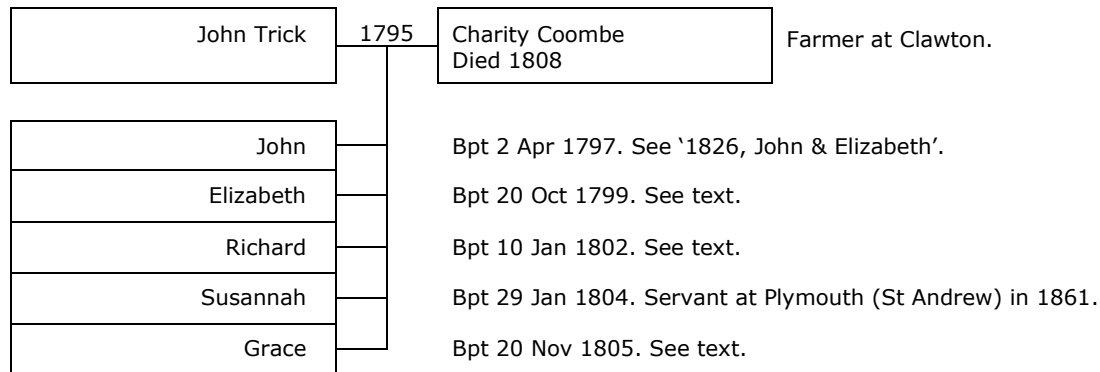 John Trick 1795 Charity Coombe Farmer at Clawton.
Died 1808
John Bpt 2 Apr 1797. See ‘1826, John & Elizabeth’.
Elizabeth Bpt 20 Oct 1799. See text.
Richard Bpt 10 Jan 1802. See text.
Susannah Bpt 29 Jan 1804. Servant at Plymouth (St Andrew) in 1861.
Grace Bpt 20 Nov 1805. See text.